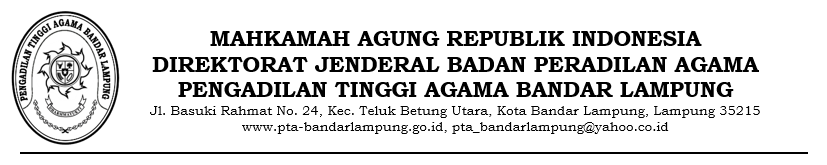 PENGADILAN TINGGI AGAMA BANDAR LAMPUNG
MAHKAMAH AGUNG REPUBLIK INDONESIA
DIREKTORAT JENDERAL BADAN PERADILAN AGAMA
PENGADILAN TINGGI AGAMA BANDAR LAMPUNG
Jl. Basuki Rahmat No. 24, Kec. Teluk Betung Utara, Kota Bandar Lampung, Lampung 35215
www.pta-bandarlampung.go.id, pta_bandarlampung@yahoo.co.id